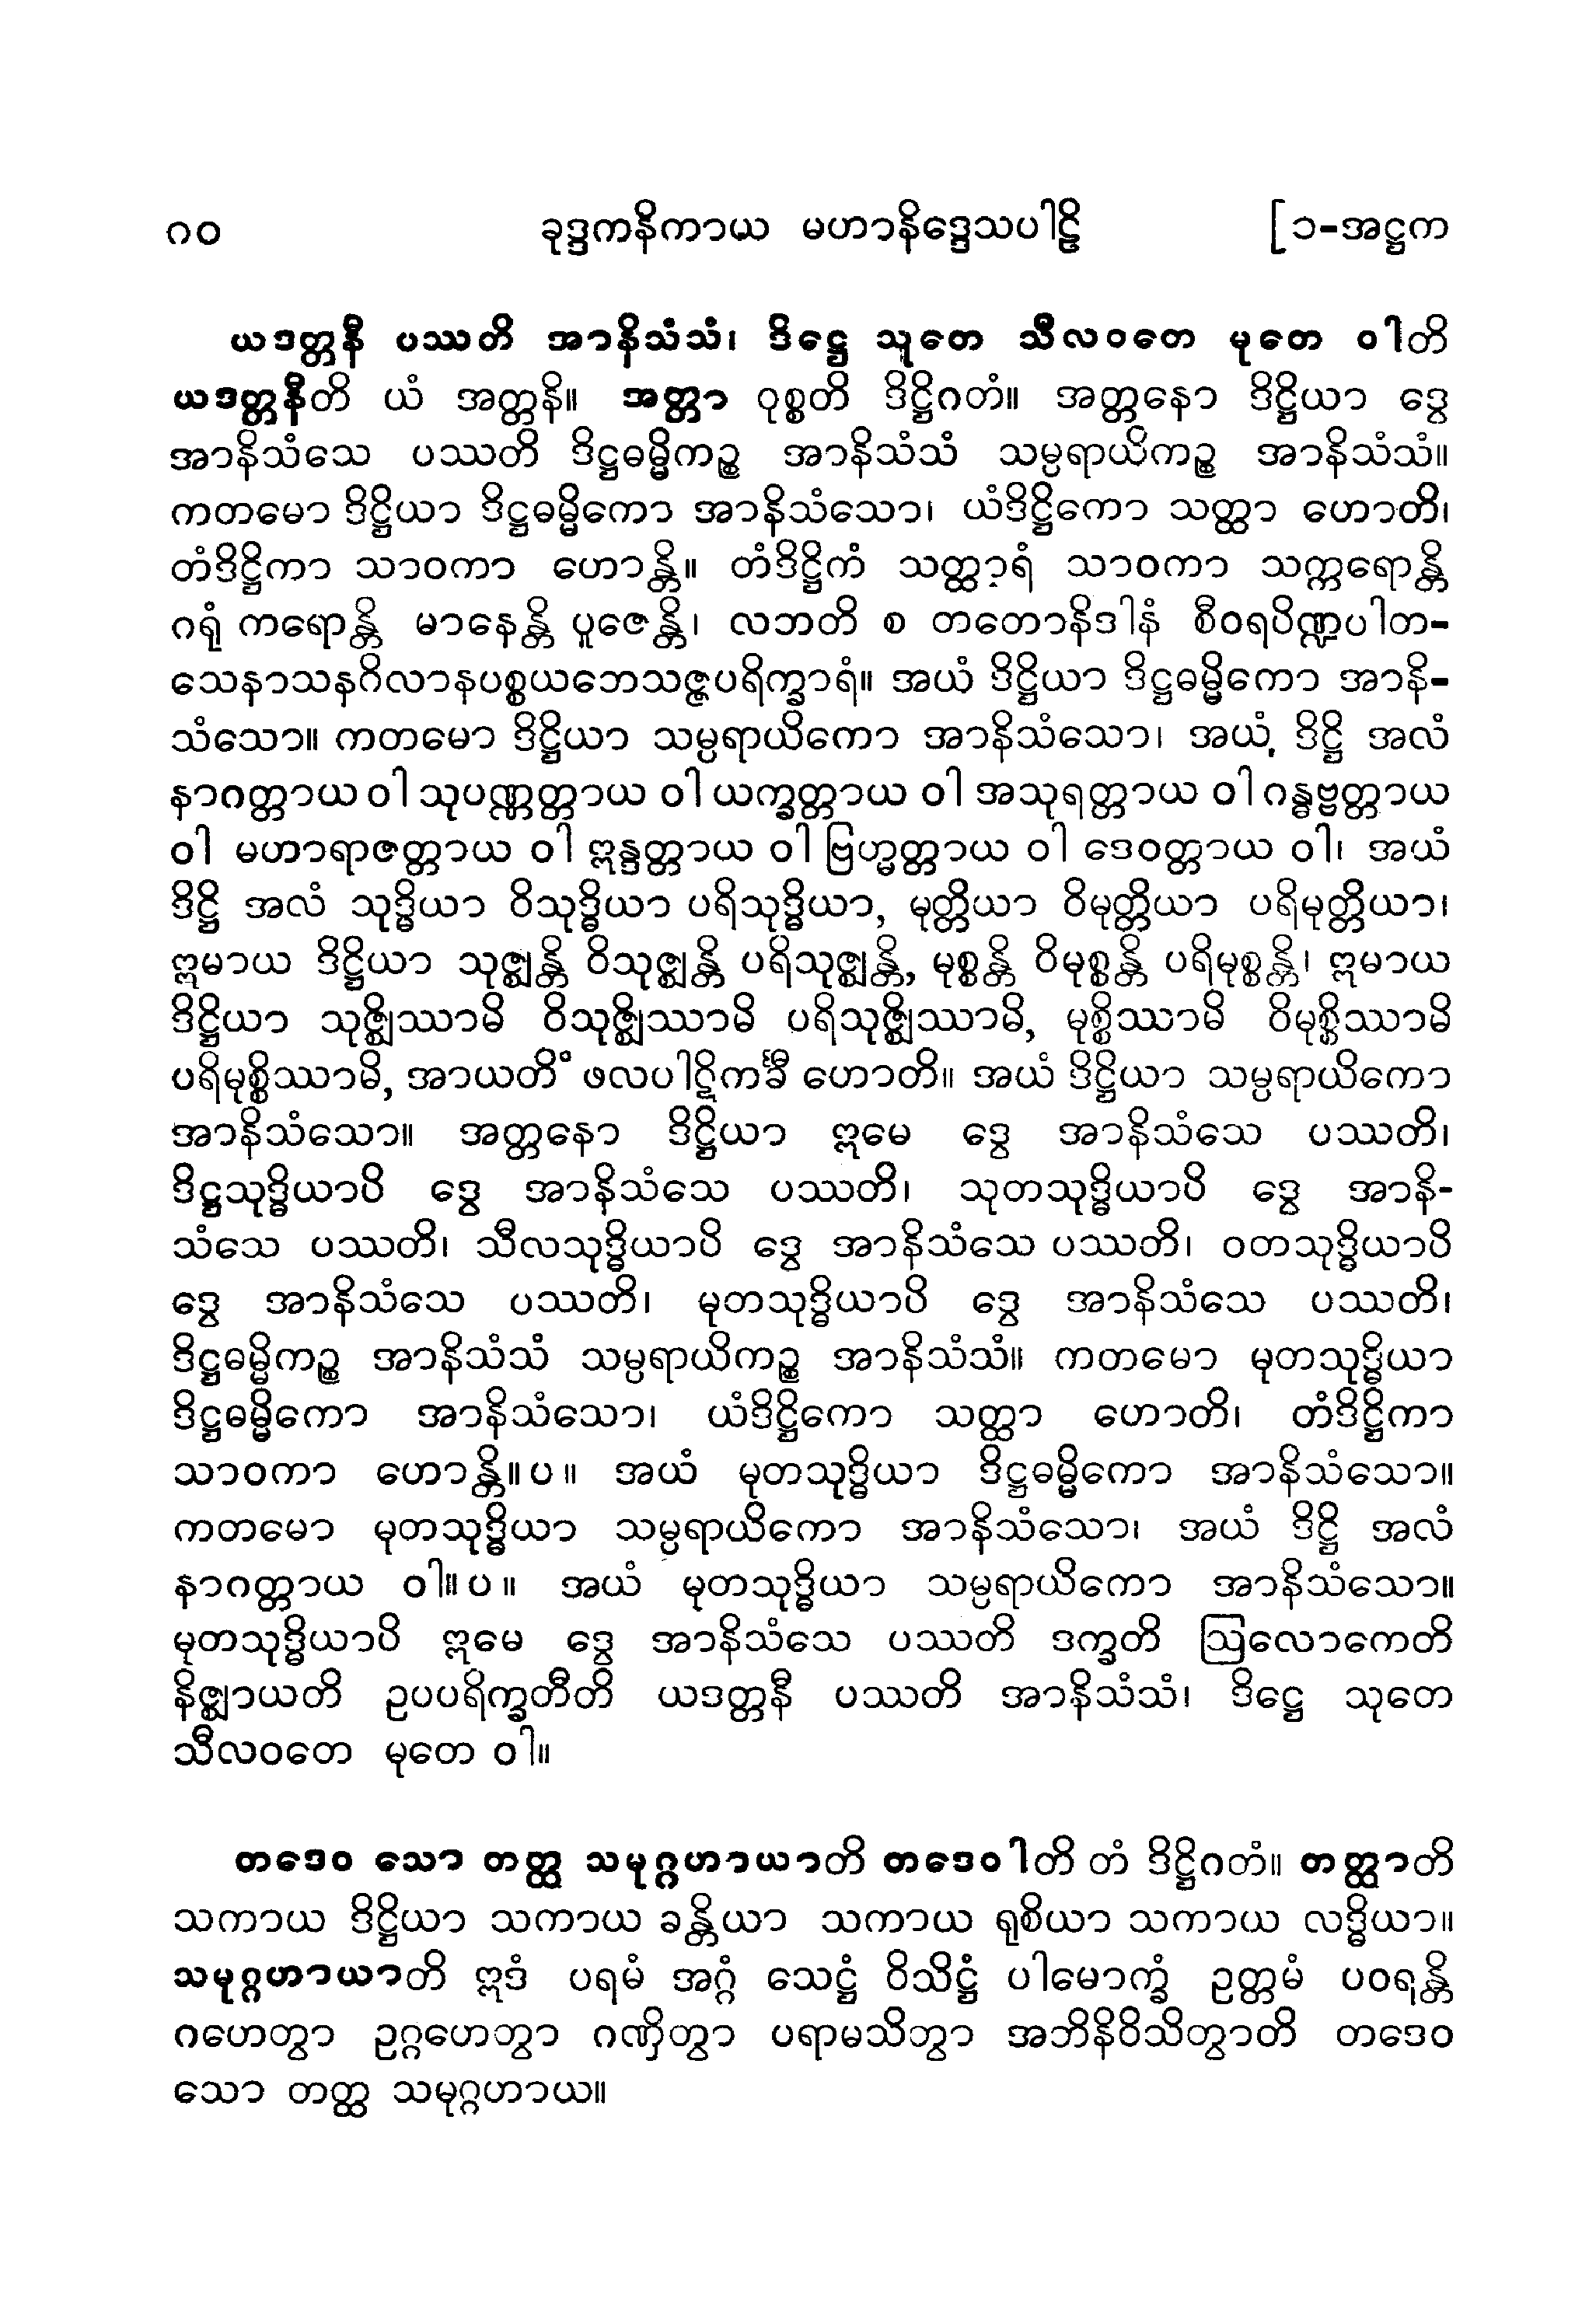 ၈၀ ခုဒ္ဒကနိကာယ မဟာနိဒ္ဒေသပါဠိ [၁-အဋ္ဌက
ယဒတ္တနီ ပဿတိ အာနိသံသံ၊ ဒိဋ္ဌေ သုတေ သီလဝတေ မုတေ ဝါတိ
ယဒတ္တနီတိ ယံ အတ္တနိ။ အတ္တာ ဝုစ္စတိ ဒိဋ္ဌိဂတံ။ အတ္တနော ဒိဋ္ဌိယာ ဒွေ
အာနိသံသေ ပဿတိ ဒိဋ္ဌဓမ္မိကဉ္စ အာနိသံသံ သမ္ပရာယိကဉ္စ အာနိသံသံ။
ကတမော ဒိဋ္ဌိယာ ဒိဋ္ဌဓမ္မိကော အာနိသံသော၊ ယံဒိဋ္ဌိကော သတ္ထာ ဟောတိ၊
တံဒိဋ္ဌိကာ သာဝကာ ဟောန္တိ။ တံဒိဋ္ဌိကံ သတ္ထာရံ သာဝကာ သက္ကရောန္တိ
ဂရုံ ကရောန္တိ မာနေန္တိ ပူဇေန္တိ၊ လဘတိ စ တတောနိဒါနံ စီဝရပိဏ္ဍပါတ-
သေနာသနဂိလာနပစ္စယဘေသဇ္ဇပရိက္ခာရံ။ အယံ ဒိဋ္ဌိယာ ဒိဋ္ဌဓမ္မိကော အာနိ-
သံသော။ ကတမော ဒိဋ္ဌိယာ သမ္ပရာယိကော အာနိသံသော၊ အယံ ဒိဋ္ဌိ အလံ
နာဂတ္တာယ ဝါ သုပဏ္ဏတ္တာယ ဝါ ယက္ခတ္တာယ ဝါ အသုရတ္တာယ ဝါ ဂန္ဓဗ္ဗတ္တာယ
ဝါ မဟာရာဇတ္တာယ ဝါ ဣန္ဒတ္တာယ ဝါ ဗြဟ္မတ္တာယ ဝါ ဒေဝတ္တာယ ဝါ၊ အယံ
ဒိဋ္ဌိ အလံ သုဒ္ဓိယာ ဝိသုဒ္ဓိယာ ပရိသုဒ္ဓိယာ, မုတ္တိယာ ဝိမုတ္တိယာ ပရိမုတ္တိယာ၊
ဣမာယ ဒိဋ္ဌိယာ သုဇ္ဈန္တိ ဝိသုဇ္ဈန္တိ ပရိသုဇ္ဈန္တိ, မုစ္စန္တိ ဝိမုစ္စန္တိ ပရိမုစ္စန္တိ၊ ဣမာယ
ဒိဋ္ဌိယာ သုဇ္ဈိဿာမိ ဝိသုဇ္ဈိဿာမိ ပရိသုဇ္ဈိဿာမိ, မုစ္စိဿာမိ ဝိမုစ္စိဿာမိ
ပရိမုစ္စိဿာမိ, အာယတိံ ဖလပါဋိကင်္ခီ ဟောတိ။ အယံ ဒိဋ္ဌိယာ သမ္ပရာယိကော
အာနိသံသော။ အတ္တနော ဒိဋ္ဌိယာ ဣမေ ဒွေ အာနိသံသေ ပဿတိ၊
ဒိဋ္ဌသုဒ္ဓိယာပိ ဒွေ အာနိသံသေ ပဿတိ၊ သုတသုဒ္ဓိယာပိ ဒွေ အာနိ-
သံသေ ပဿတိ၊ သီလသုဒ္ဓိယာပိ ဒွေ အာနိသံသေ ပဿတိ၊ ဝတသုဒ္ဓိယာပိ
ဒွေ အာနိသံသေ ပဿတိ၊ မုတသုဒ္ဓိယာပိ ဒွေ အာနိသံသေ ပဿတိ၊
ဒိဋ္ဌဓမ္မိကဉ္စ အာနိသံသံ သမ္ပရာယိကဉ္စ အာနိသံသံ။ ကတမော မုတသုဒ္ဓိယာ
ဒိဋ္ဌဓမ္မိကော အာနိသံသော၊ ယံဒိဋ္ဌိကော သတ္ထာ ဟောတိ၊ တံဒိဋ္ဌိကာ
သာဝကာ ဟောန္တိ။ပ။ အယံ မုတသုဒ္ဓိယာ ဒိဋ္ဌဓမ္မိကော အာနိသံသော။
ကတမော မုတသုဒ္ဓိယာ သမ္ပရာယိကော အာနိသံသော၊ အယံ ဒိဋ္ဌိ အလံ
နာဂတ္တာယ ဝါ။ပ။ အယံ မုတသုဒ္ဓိယာ သမ္ပရာယိကော အာနိသံသော။
မုတသုဒ္ဓိယာပိ ဣမေ ဒွေ အာနိသံသေ ပဿတိ ဒက္ခတိ ဩလောကေတိ
နိဇ္ဈာယတိ ဥပပရိက္ခတီတိ ယဒတ္တနီ ပဿတိ အာနိသံသံ၊ ဒိဋ္ဌေ သုတေ
သီလဝတေ မုတေ ဝါ။
တဒေဝ သော တတ္ထ သမုဂ္ဂဟာယာတိ တဒေဝါတိ တံ ဒိဋ္ဌိဂတံ။ တတ္ထာတိ
သကာယ ဒိဋ္ဌိယာ သကာယ ခန္တိယာ သကာယ ရုစိယာ သကာယ လဒ္ဓိယာ။
သမုဂ္ဂဟာယာတိ ဣဒံ ပရမံ အဂ္ဂံ သေဋ္ဌံ ဝိသိဋ္ဌံ ပါမောက္ခံ ဥတ္တမံ ပဝရန္တိ
ဂဟေတွာ ဥဂ္ဂဟေတွာ ဂဏှိတွာ ပရာမသိတွာ အဘိနိဝိသိတွာတိ တဒေဝ
သော တတ္ထ သမုဂ္ဂဟာယ။